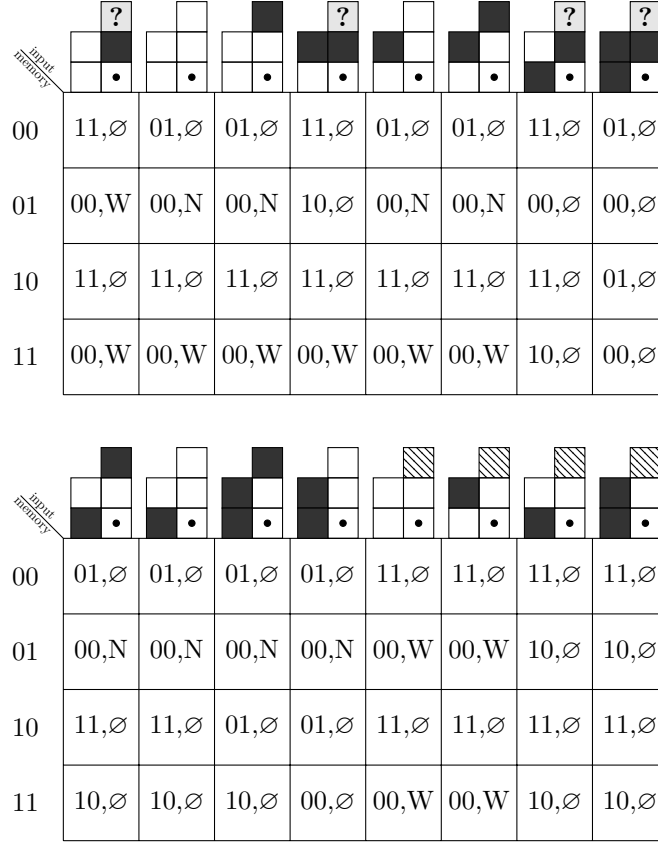 ? ? ? ?
input
memory
00 11,∅ 01,∅ 01,∅ 11,∅ 01,∅ 01,∅ 11,∅ 01,∅
01 00,W 00,N 00,N 10,∅ 00,N 00,N 00,∅ 00,∅
10 11,∅ 11,∅ 11,∅ 11,∅ 11,∅ 11,∅ 11,∅ 01,∅
11 00,W 00,W 00,W 00,W 00,W 00,W 10,∅ 00,∅
input
memory
00 01,∅ 01,∅ 01,∅ 01,∅ 11,∅ 11,∅ 11,∅ 11,∅
01 00,N 00,N 00,N 00,N 00,W 00,W 10,∅ 10,∅
10 11,∅ 11,∅ 01,∅ 01,∅ 11,∅ 11,∅ 11,∅ 11,∅
11 10,∅ 10,∅ 10,∅ 00,∅ 00,W 00,W 10,∅ 10,∅